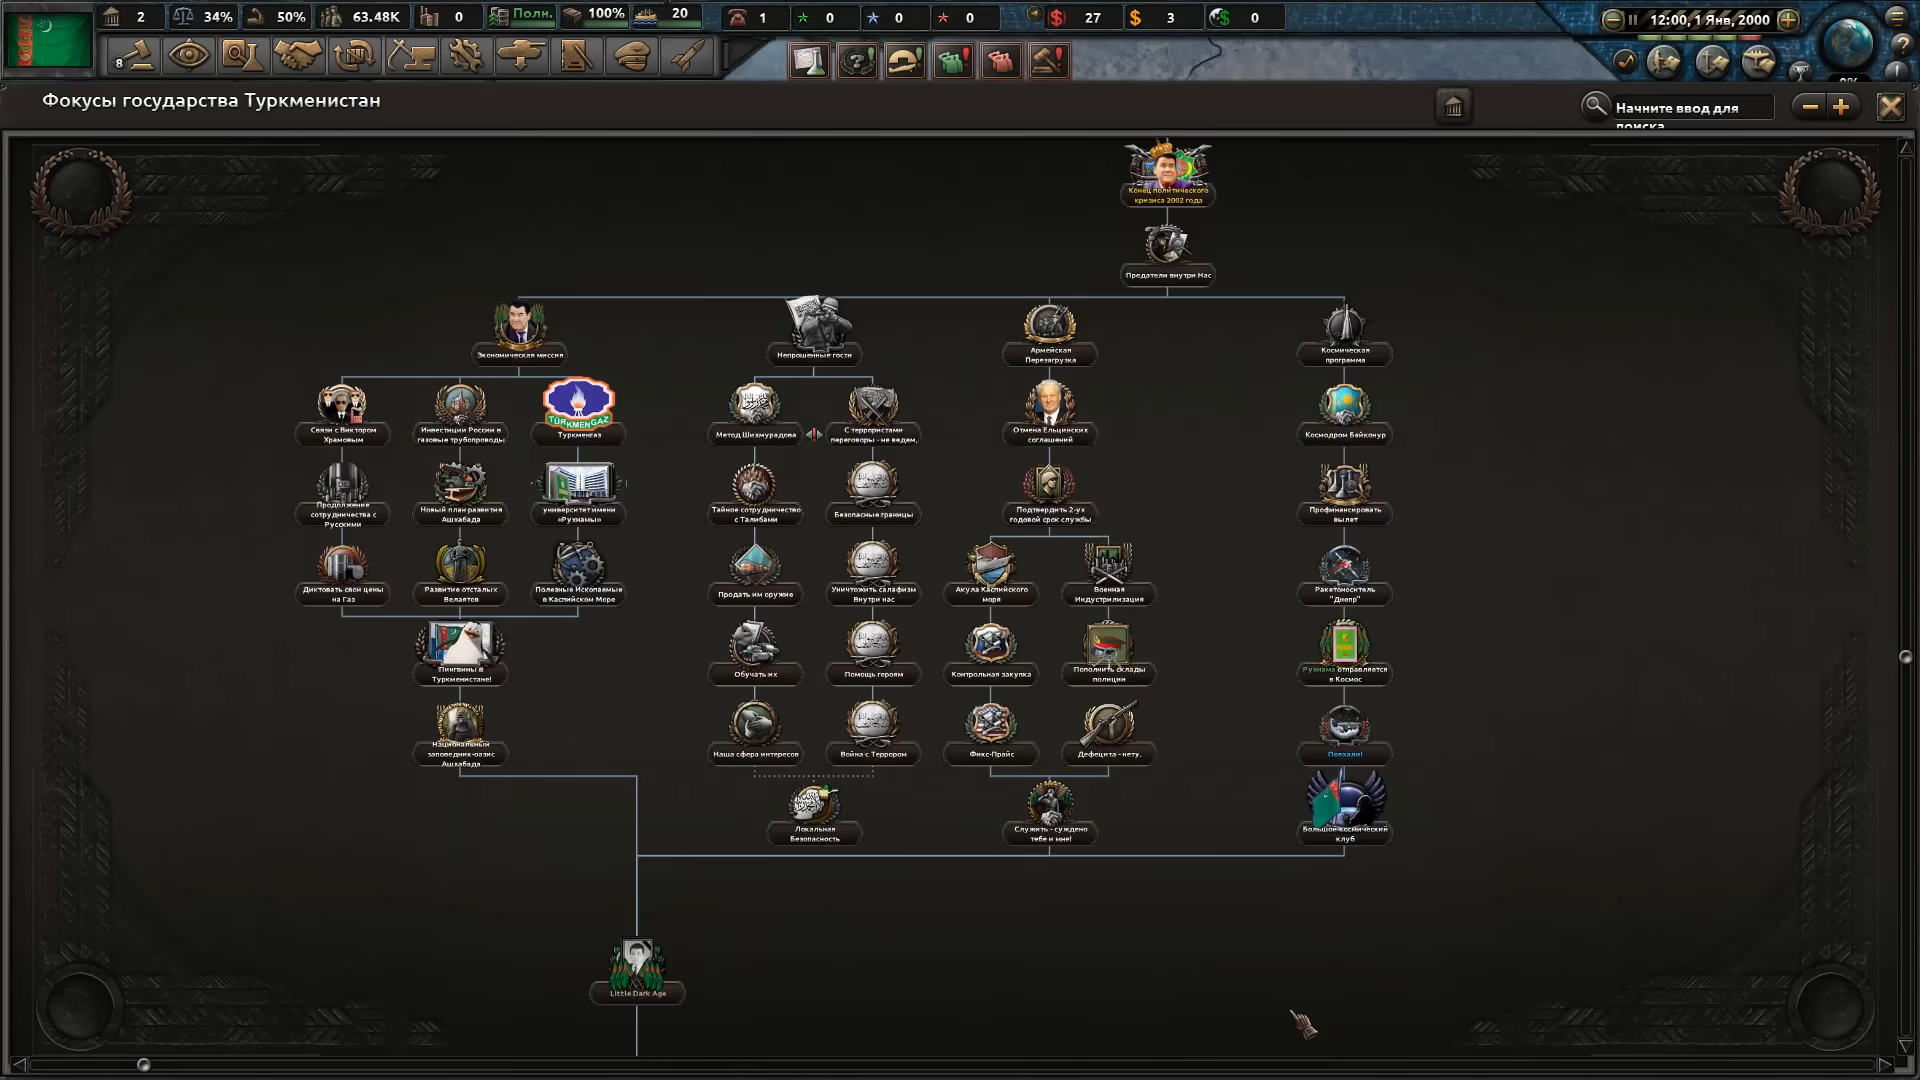 2
34%
50%
63.48K
0
Полн.
100%
20
1
0
0
0
27
3
0
12:00, 1 Янв, 2000
8
Фокусы государства Туркменистан
Начните ввод для
поиска
Конец политического
кризиса 2002 года
Предатели внутри Нас
Экономическая миссия
Непрошенные гости
Армейская
Перезагрузка
Космическая
программа
Связи с Виктором
Храмовым
Инвестиции России в
газовые трубопроводы
TÜRKMENGAZ
Туркменгаз
Метод Шихмурадова
С террористами
переговоры - не ведем.
Отмена Ельцинских
соглашений
Космодром Байконур
Продолжение
сотрудничества с
Русскими
Новый план развития
Ашхабада
университет имени
«Рухнамы»
Тайное сотрудничество
с Талибами
Безопасные границы
Подтвердить 2-ух
годовой срок службы
Профинансировать
вылет
Диктовать свои цены
на Газ
Развитие отсталых
Велаятов
Полезные Ископаемые
в Каспийском Море
Продать им оружие
Уничтожить салафизм
Внутри нас
Акула Каспийского
моря
Военная
Индустрилизация
Ракетоноситель
"Днепр"
Пингвины в
Туркменистане!
Обучать их
Помощь героям
Контрольная закупка
Пополнить склады
полиции
Рухнама отправляется
в Космос
Национальный
заповедник-оазис
Ашхабада
Наша сфера интересов
Война с Террором
Фикс-Прайс
Дефецита - нету.
Поехали!
Локальная
Безопасность
Служить - суждено
тебе и мне!
Большой космический
клуб
Little Dark Age